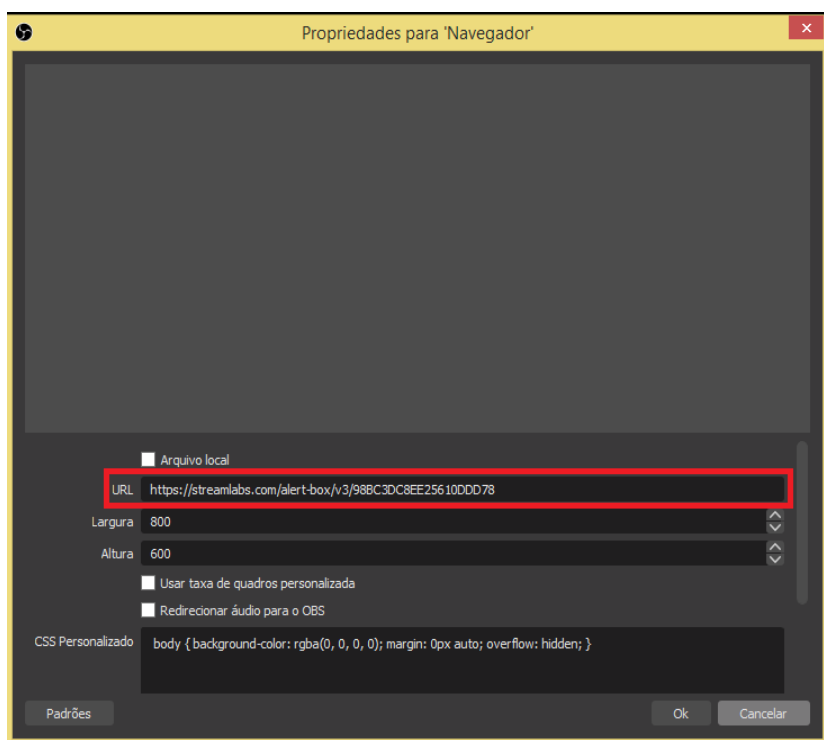 Propriedades para 'Navegador'
Arquivo local
URL https://streamlabs.com/alert-box/v3/98BC3DC8EE25610DDD78
Largura 800
Altura 600
Usar taxa de quadros personalizada
Redirecionar áudio para o OBS
CSS Personalizado body { background-color: rgba(0, 0, 0, 0); margin: 0px auto; overflow: hidden; }
Padrões Ok Cancelar